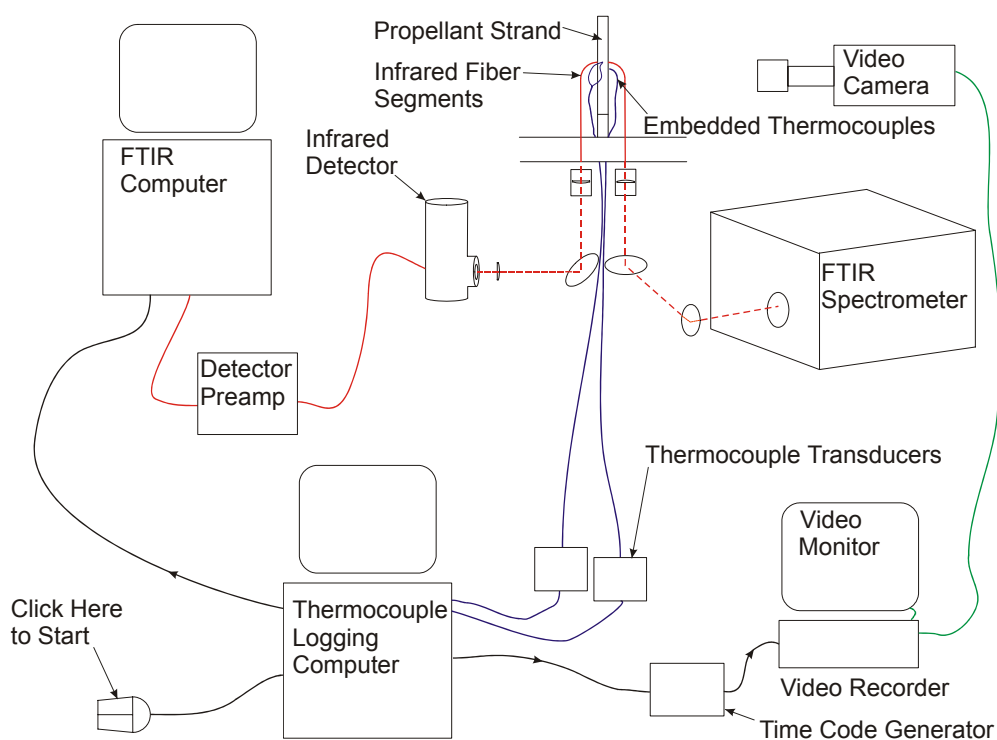 Propellant Strand
Infrared Fiber
Segments
Video
Camera
Embedded Thermocouples
Infrared
Detector
FTIR
Computer
FTIR
Spectrometer
Detector
Preamp
Thermocouple Transducers
Video
Monitor
Click Here
to Start
Thermocouple
Logging
Computer
Video Recorder
Time Code Generator